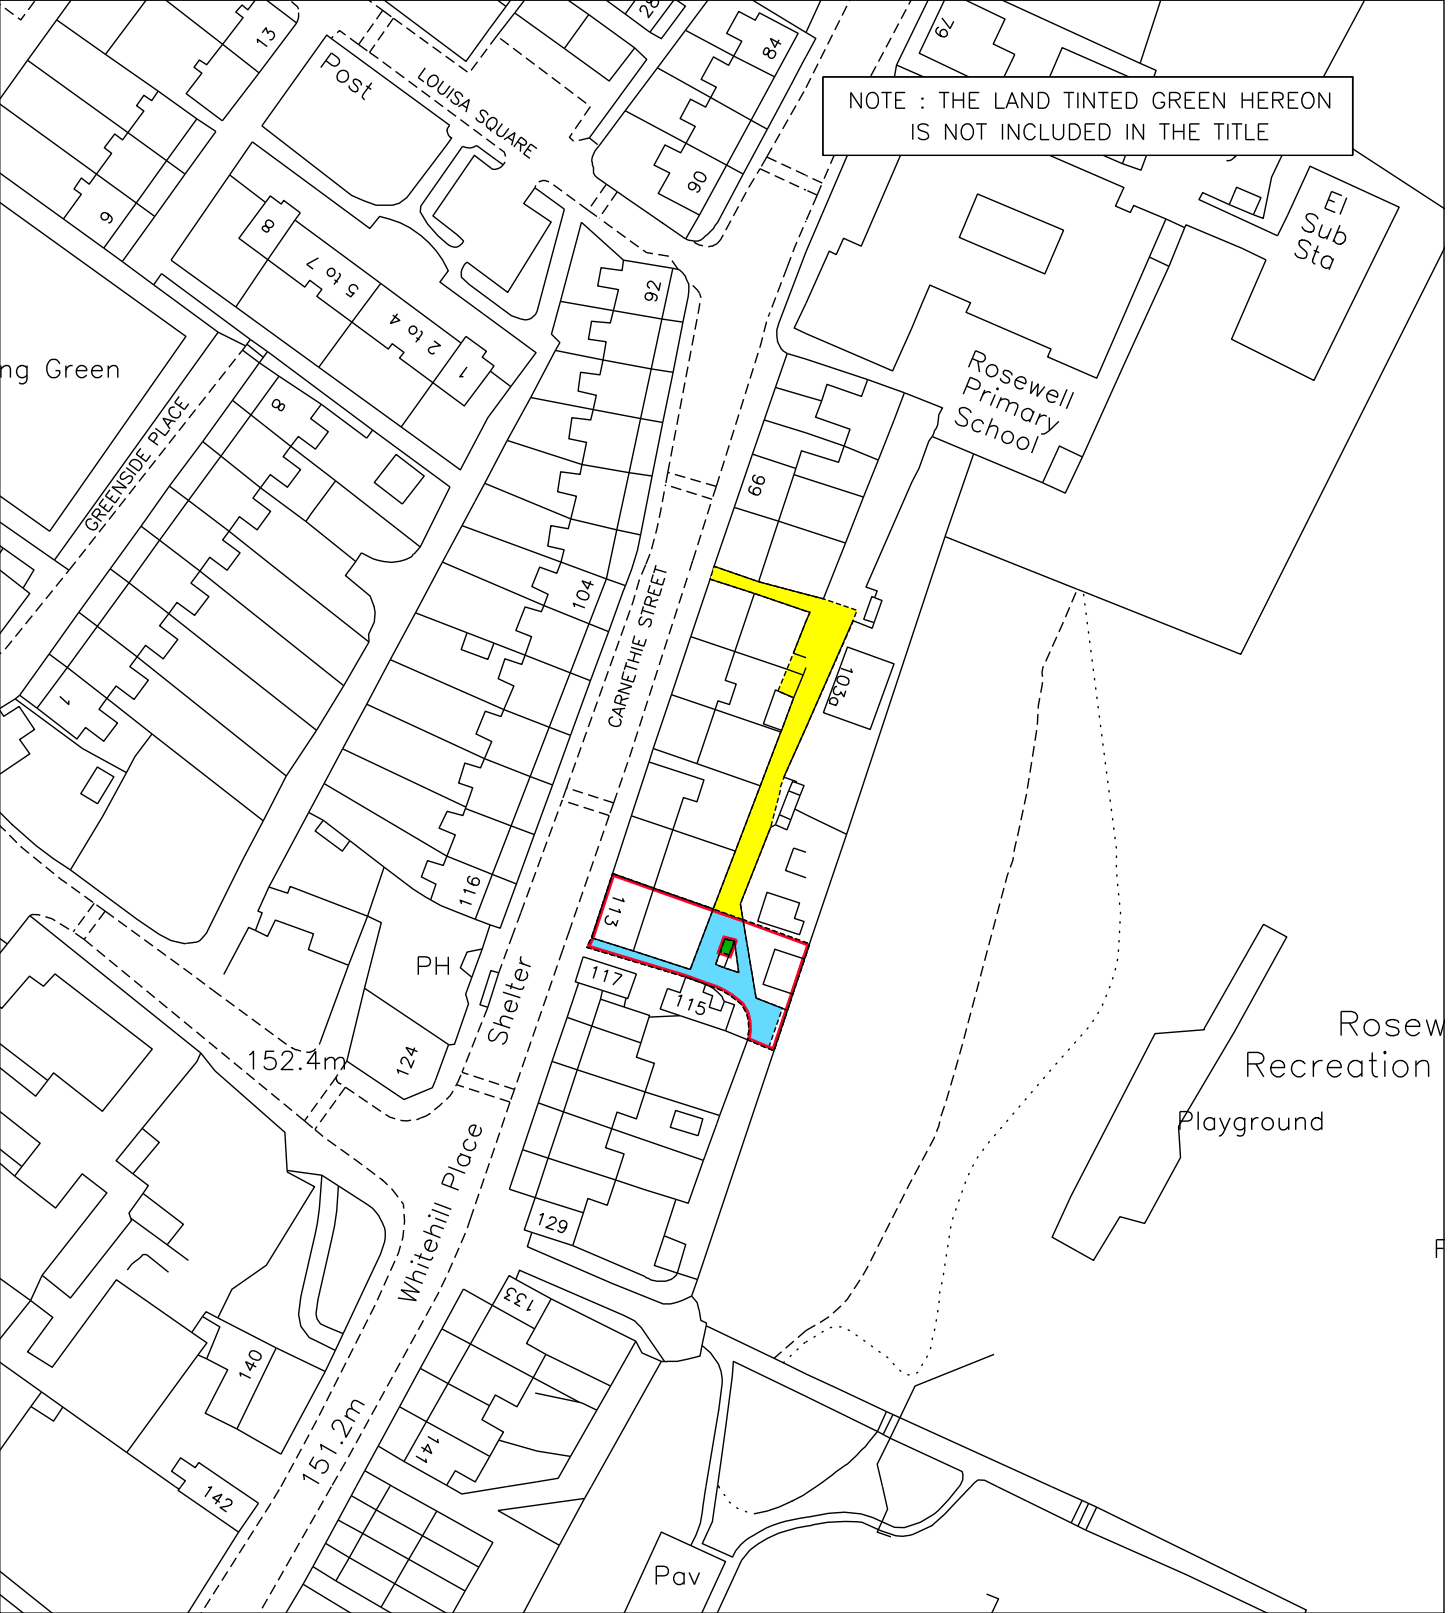 13
Post
LOUISA SQUARE
28
84
79
NOTE : THE LAND TINTED GREEN HEREON
IS NOT INCLUDED IN THE TITLE
90
9
8
5 to 7
2 to 4
1
92
El
Sub
Sta
ng Green
GREENSIDE PLACE
8
Rosewell
Primary
School
99
104
CARNETHIE STREET
1
103a
116
113
PH
Shelter
117
115
124
152.4m
Rosew
Recreation
Playground
Whitehill Place
129
133
140
151.2m
141
142
Pav